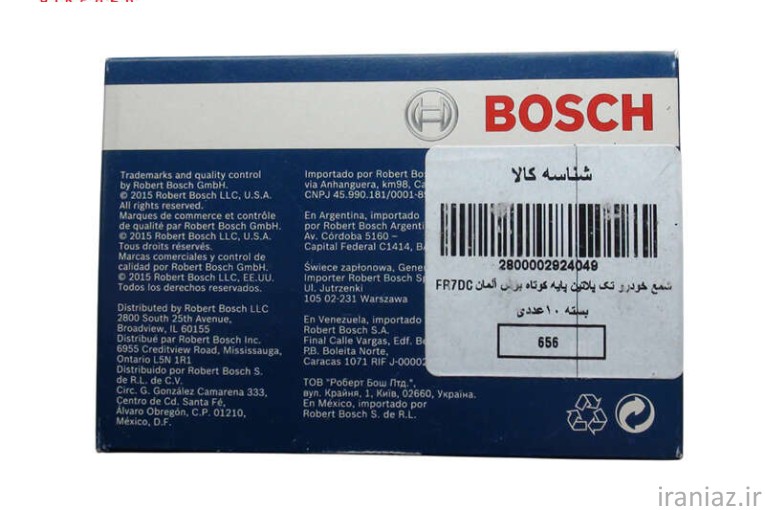 BOSCH
Trademarks and quality control
by Robert Bosch GmbH.
© 2015 Robert Bosch LLC, U.S.A.
All rights reserved.
Marques de commerce et contrôle
de qualité par Robert Bosch GmbH.
© 2015 Robert Bosch LLC, U.S.A.
Tous droits réservés.
Marcas comerciales y control de
calidad por Robert Bosch GmbH.
© 2015 Robert Bosch LLC, EE.UU.
Todos los derechos reservados.
Distributed by Robert Bosch LLC
2800 South 25th Avenue,
Broadview, IL 60155
Distribué par Robert Bosch Inc.
6955 Creditview Road, Mississauga,
Ontario L5N 1R1
Distribuido por Robert Bosch S.
de R.L. de C.V.
Circ. G. González Camarena 333,
Centro de Cd. Santa Fé,
Álvaro Obregón, C.P. 01210,
México, D.F.
Importado por Robert Bo
via Anhanguera, km98, Ca
CNPJ 45.990.181/0001-8
En Argentina, importado
por Robert Bosch Argenti
Av. Córdoba 5160 –
Capital Federal C1414, B
Świece zapłonowa, Gene
Importer Robert Bosch S
Ul. Jutrzenki
105 02-231 Warszawa
En Venezuela, importado
Robert Bosch S.A.
Final Calle Vargas, Edf. B
P.B. Boleita Norte,
Caracas 1071 RIF J-0000
ТОВ "Роберт Бош Лтд.",
вул. Крайня, 1, Київ, 02660, Україна.
En México, importado por
Robert Bosch S. de R.L.
شناسه کالا
2800002924049
شمع خودرو تک پلاتین پایه کوتاه بوش آلمان FR7DC
بسته ۱۰عددی
656
iraniaz.ir